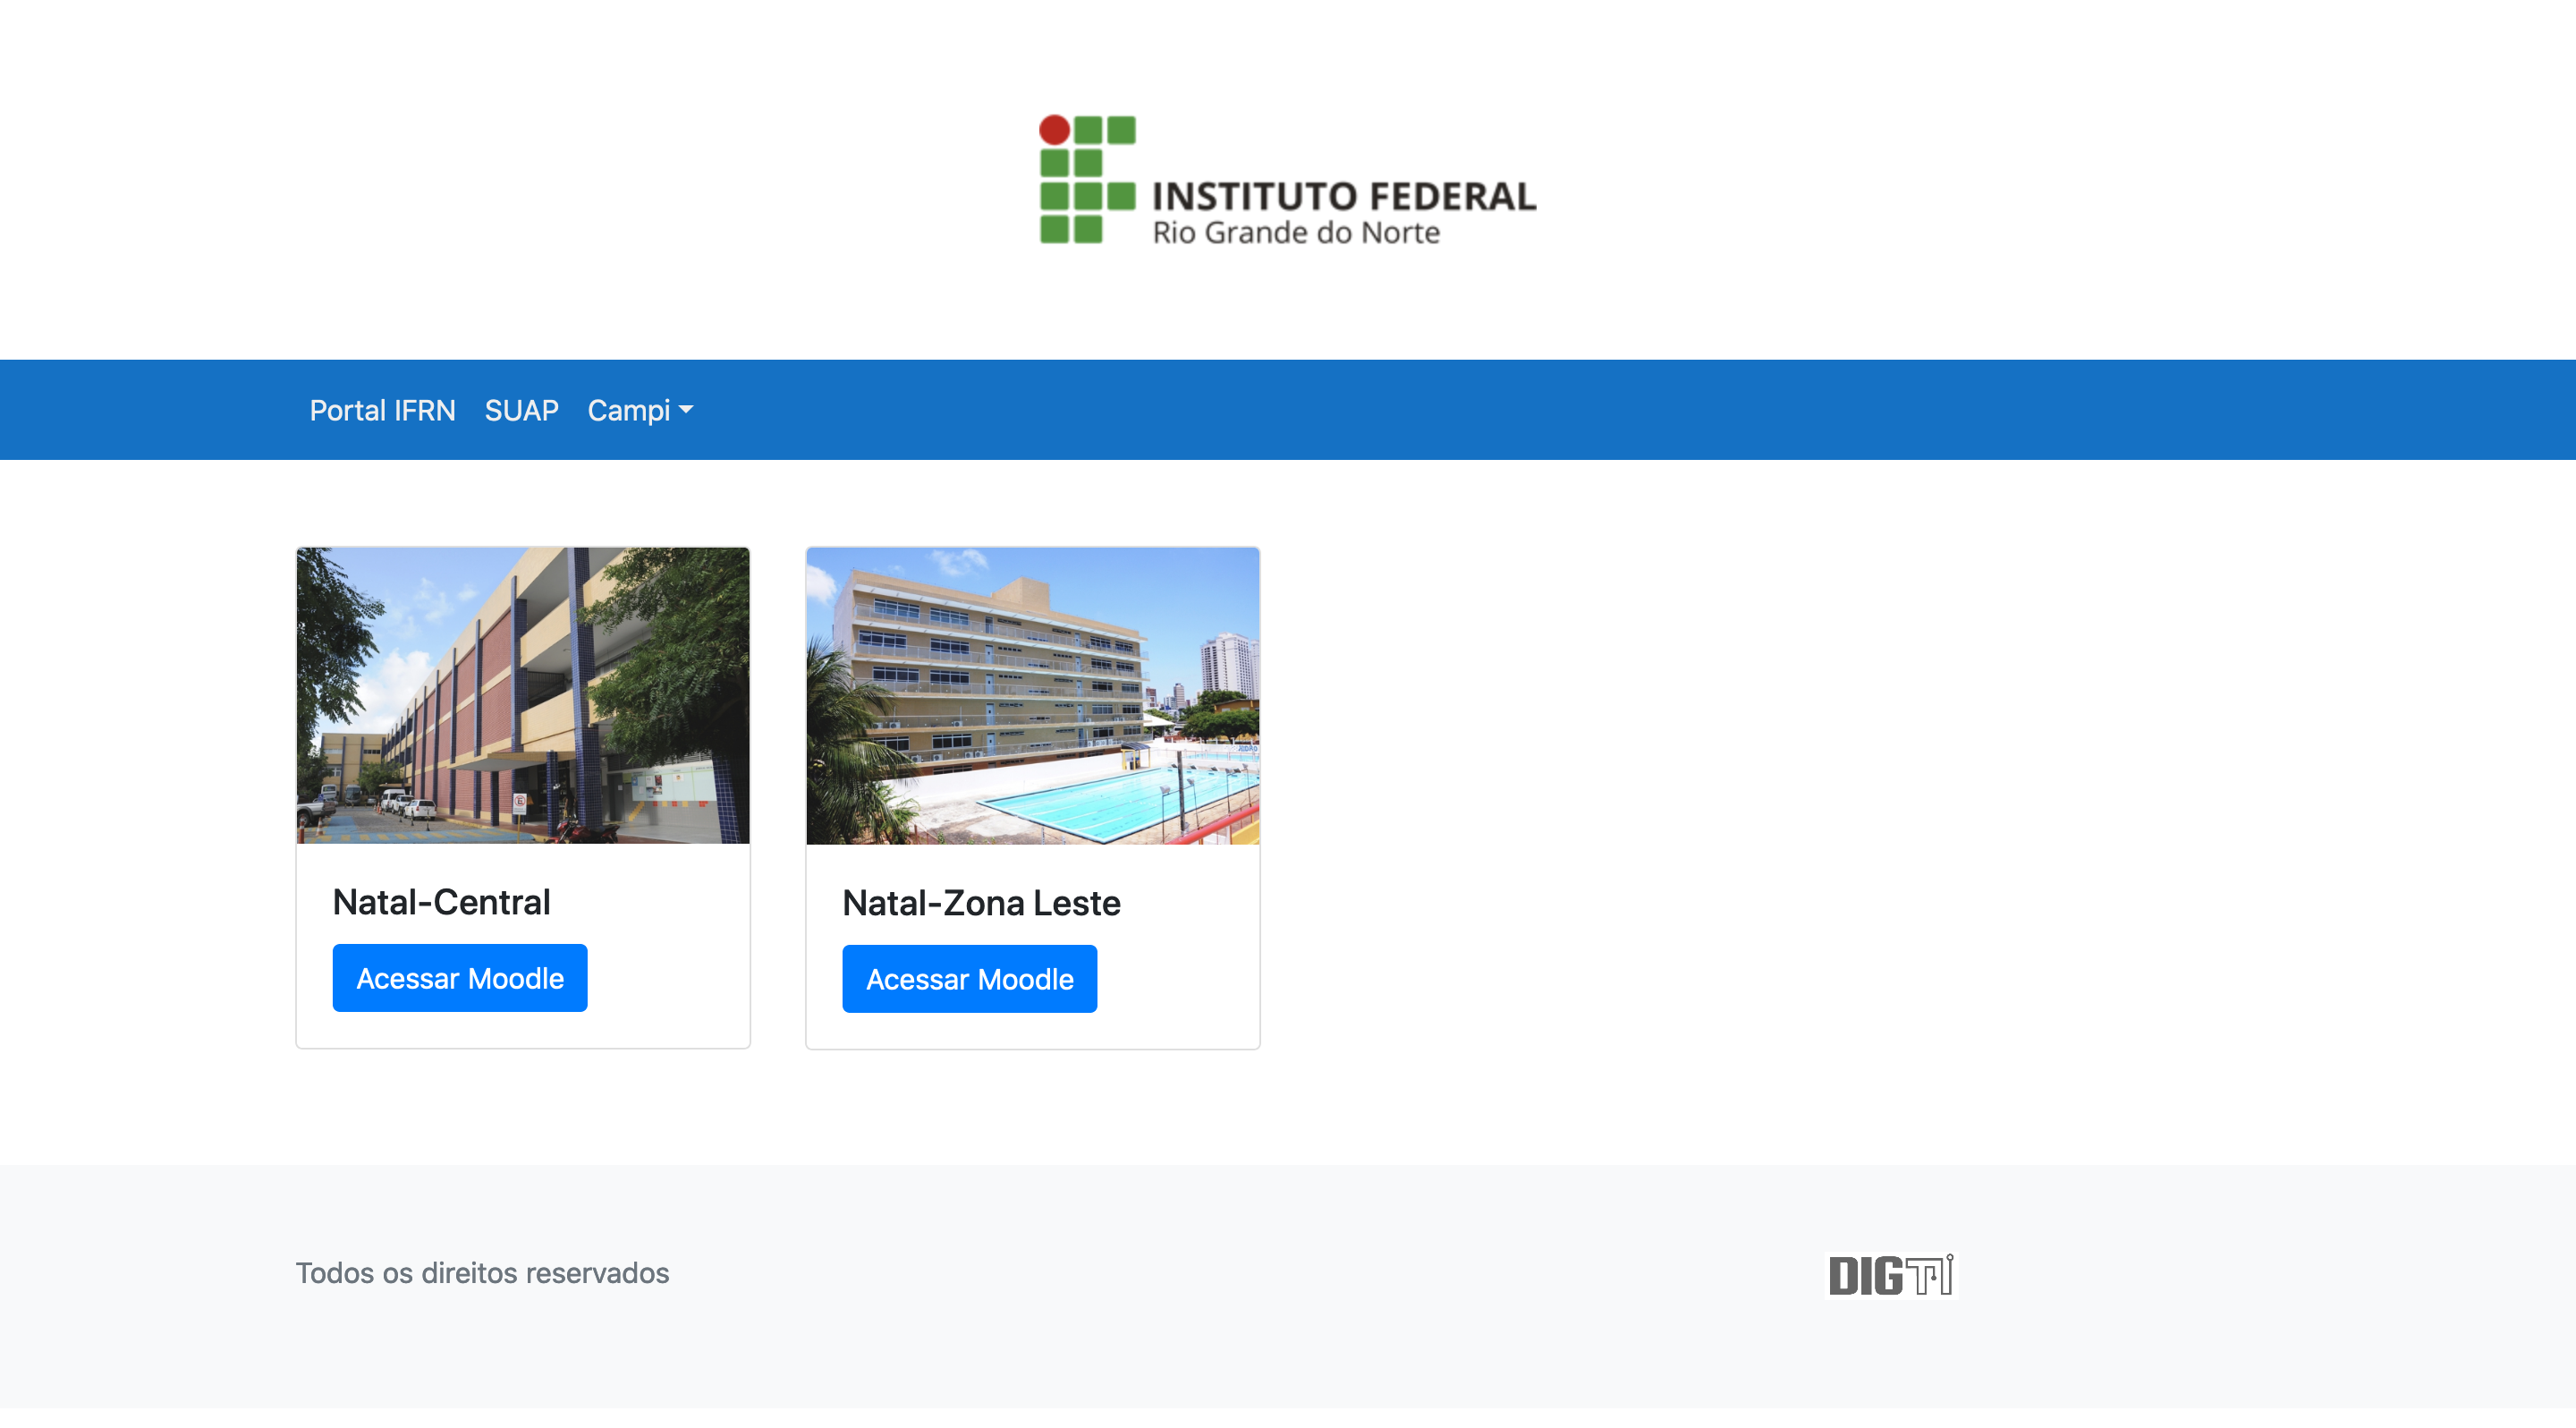 INSTITUTO FEDERAL
Rio Grande do Norte
Portal IFRN SUAP Campi
Natal-Central
Acessar Moodle
Natal-Zona Leste
Acessar Moodle
Todos os direitos reservados
DIGTI